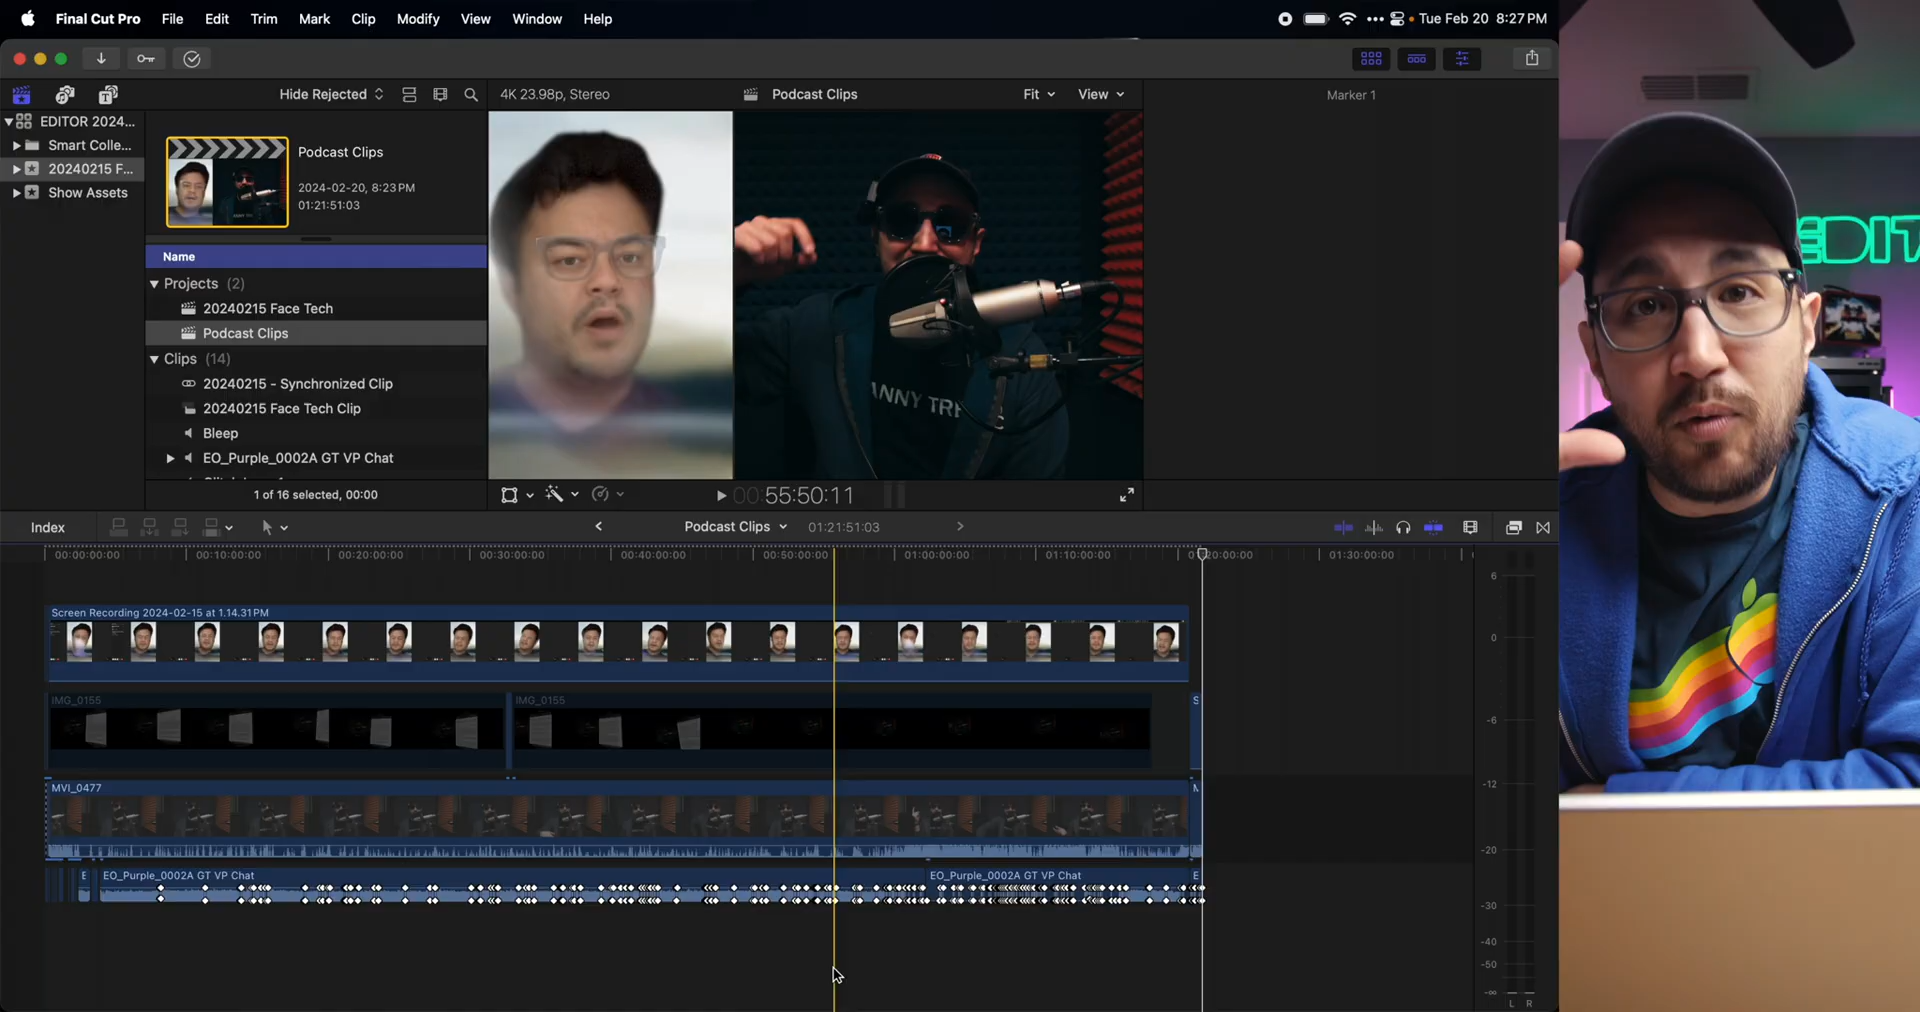 Final Cut Pro File Edit Trim Mark Clip Modify View Window Help
Tue Feb 20 8:27 PM
Hide Rejected
4K 23.98p, Stereo
Podcast Clips
Fit
View
Marker 1
EDITOR 2024...
Smart Colle...
20240215 F...
Show Assets
Podcast Clips
2024-02-20, 8:23 PM
01:21:51:03
Name
Projects (2)
20240215 Face Tech
Podcast Clips
Clips (14)
20240215 - Synchronized Clip
20240215 Face Tech Clip
Bleep
EO_Purple_0002A GT VP Chat
1 of 16 selected, 00:00
ANNY TRE
00:55:50:11
EDIT
Index
Podcast Clips
01:21:51:03
00:00:00:00 00:10:00:00 00:20:00:00 00:30:00:00 00:40:00:00 00:50:00:00 01:00:00:00 01:10:00:00 01:20:00:00 01:30:00:00
Screen Recording 2024-02-15 at 1.14.31 PM
IMG_0155
IMG_0155
S
MVI_0477
M
E
EO_Purple_0002A GT VP Chat
EO_Purple_0002A GT VP Chat
E
6
0
-6
-12
-20
-30
-40
-50
-∞
L R